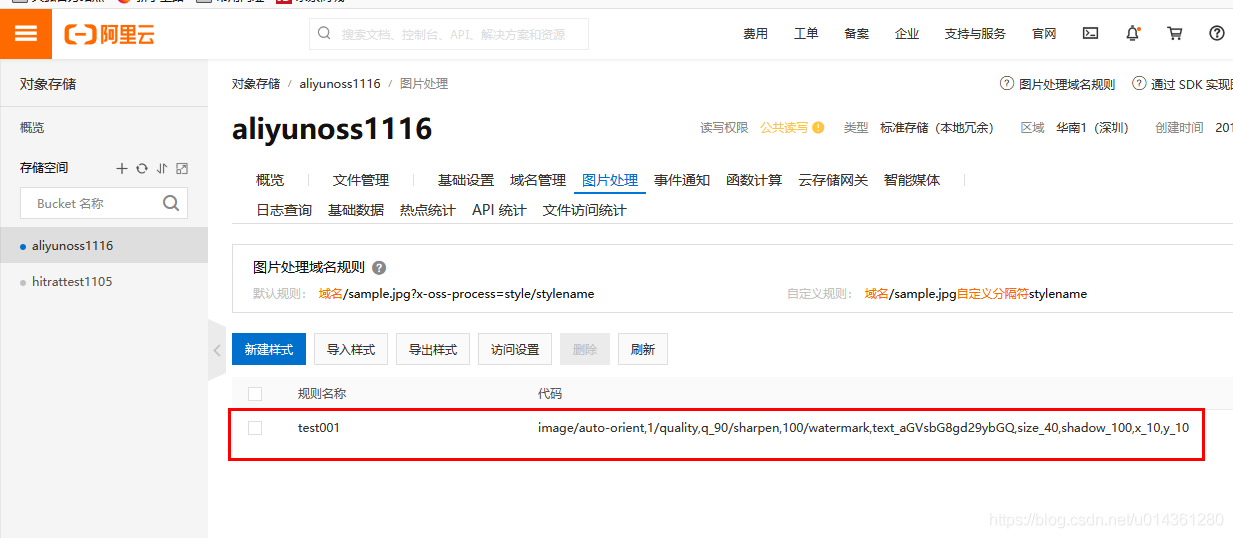 阿里云
搜索文档、控制台、API、解决方案和资源
费用 工单 备案 企业 支持与服务 官网
对象存储
对象存储 / aliyunoss1116 / 图片处理
图片处理域名规则 通过 SDK 实现
概览
aliyunoss1116
读写权限 公共读写 类型 标准存储（本地冗余） 区域 华南1（深圳） 创建时间 201
存储空间
Bucket 名称
aliyunoss1116
hitrattest1105
概览 文件管理 基础设置 域名管理 图片处理 事件通知 函数计算 云存储网关 智能媒体
日志查询 基础数据 热点统计 API 统计 文件访问统计
图片处理域名规则
默认规则： 域名/sample.jpg?x-oss-process=style/stylename
自定义规则： 域名/sample.jpg自定义分隔符stylename
新建样式 导入样式 导出样式 访问设置 删除 刷新
规则名称 代码
test001 image/auto-orient,1/quality,q_90/sharpen,100/watermark,text_aGVsbG8gd29ybGQ,size_40,shadow_100,x_10,y_10
https://blog.csdn.net/u014361280